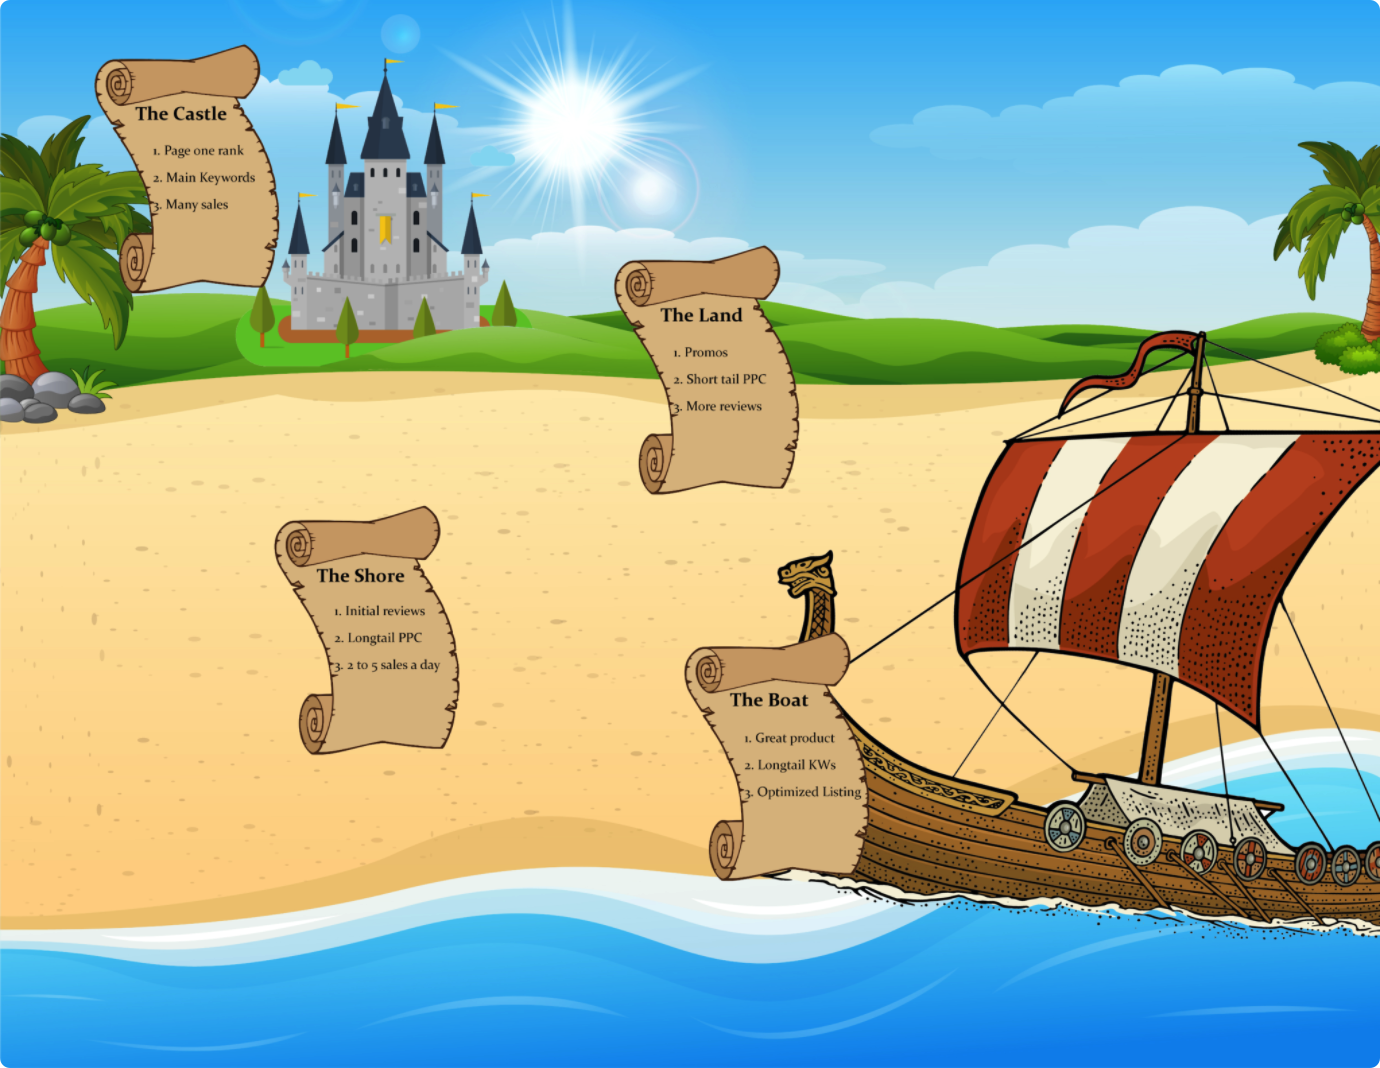 The Castle
1. Page one rank
2. Main Keywords
3. Many sales
The Land
1. Promos
2. Short tail PPC
3. More reviews
The Shore
1. Initial reviews
2. Longtail PPC
3. 2 to 5 sales a day
The Boat
1. Great product
2. Longtail KWs
3. Optimized Listing